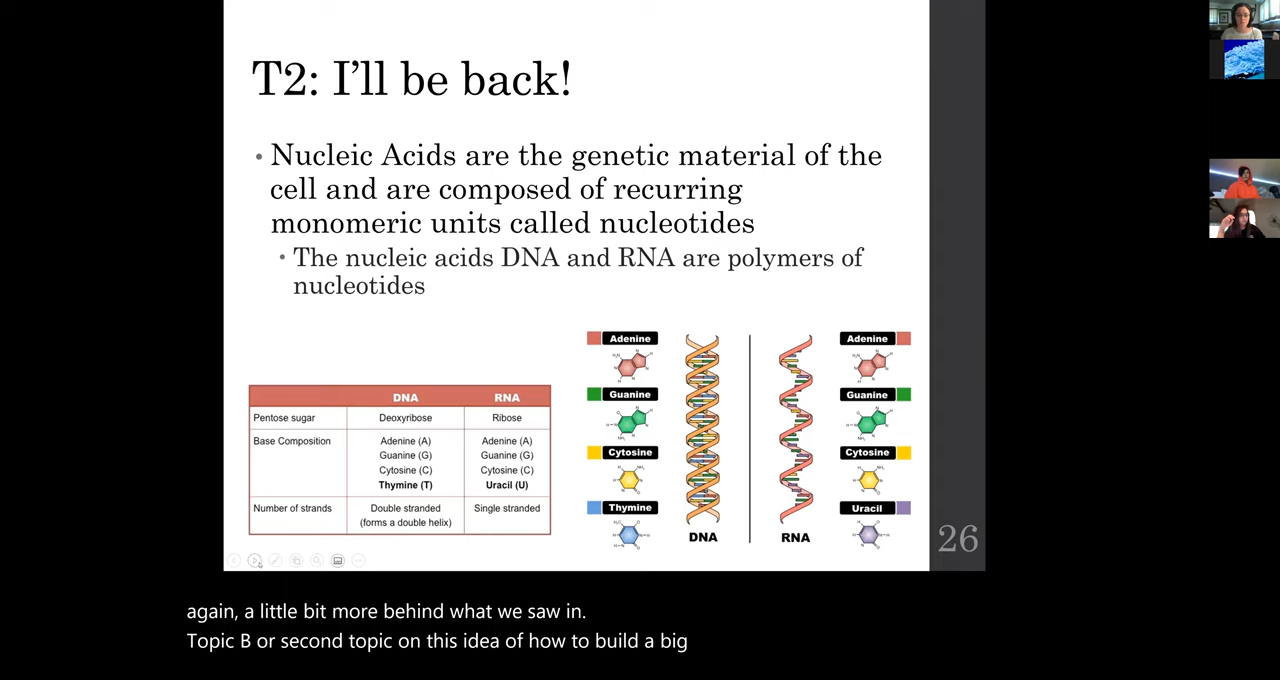 T2: I'll be back!
• Nucleic Acids are the genetic material of the
cell and are composed of recurring
monomeric units called nucleotides
• The nucleic acids DNA and RNA are polymers of
nucleotides
DNA RNA
Pentose sugar Deoxyribose Ribose
Base Composition Adenine (A) Adenine (A)
Guanine (G) Guanine (G)
Cytosine (C) Cytosine (C)
Thymine (T) Uracil (U)
Number of strands Double stranded Single stranded
(forms a double helix)
Adenine
Guanine
Cytosine
Thymine
DNA
RNA
Adenine
Guanine
Cytosine
Uracil
26
again, a little bit more behind what we saw in.
Topic B or second topic on this idea of how to build a big